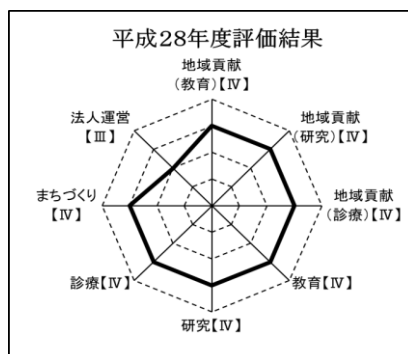 平成28年度評価結果
地域貢献
(教育)【Ⅳ】
地域貢献
(研究)【Ⅳ】
地域貢献
(診療)【Ⅳ】
教育【Ⅳ】
研究【Ⅳ】
診療【Ⅳ】
まちづくり
【Ⅳ】
法人運営
【Ⅲ】